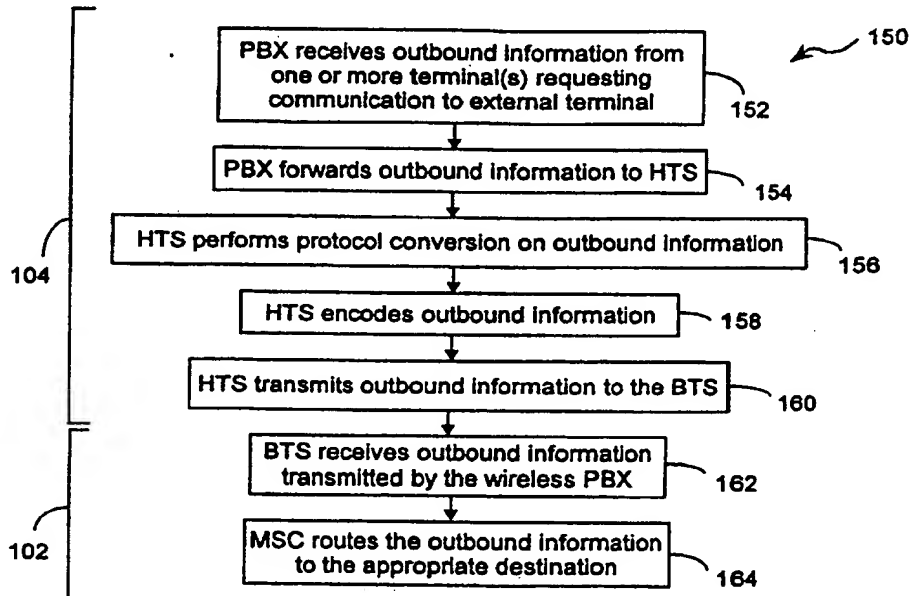 150
PBX receives outbound information from
one or more terminal(s) requesting
communication to external terminal
152
PBX forwards outbound information to HTS
154
HTS performs protocol conversion on outbound information
156
104
HTS encodes outbound information
158
HTS transmits outbound information to the BTS
160
BTS receives outbound information
transmitted by the wireless PBX
162
102
MSC routes the outbound information
to the appropriate destination
164